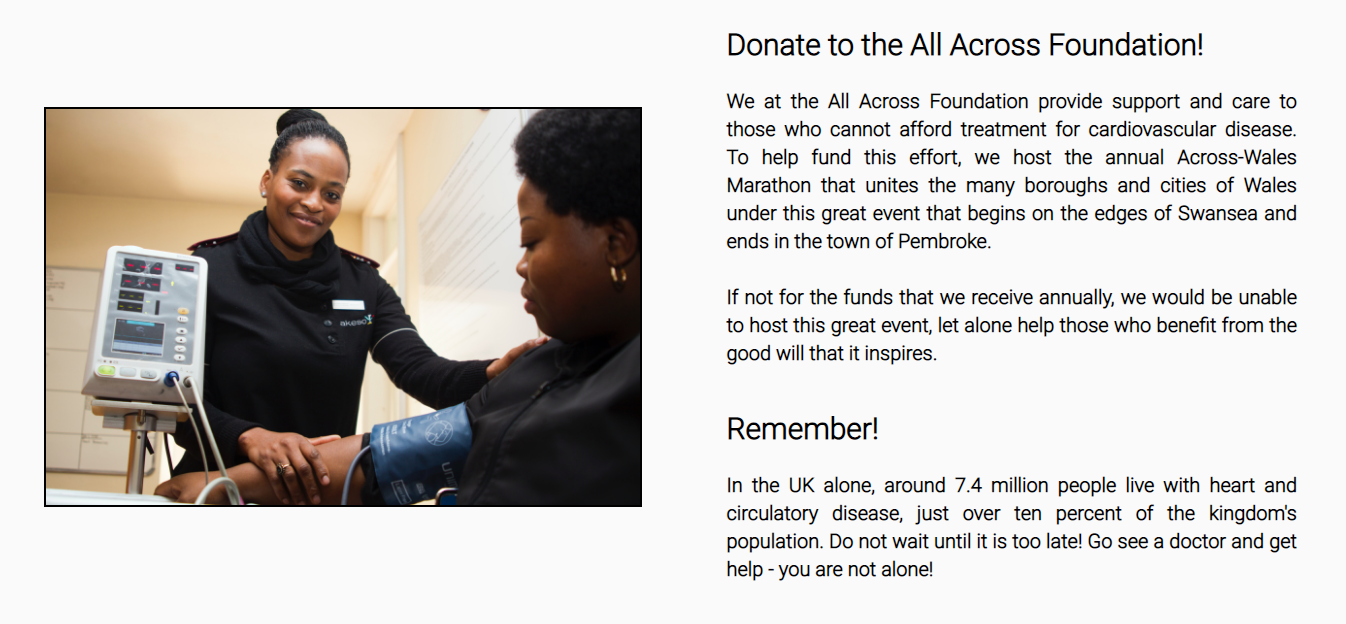 Donate to the All Across Foundation!
We at the All Across Foundation provide support and care to
those who cannot afford treatment for cardiovascular disease.
To help fund this effort, we host the annual Across-Wales
Marathon that unites the many boroughs and cities of Wales
under this great event that begins on the edges of Swansea and
ends in the town of Pembroke.
If not for the funds that we receive annually, we would be unable
to host this great event, let alone help those who benefit from the
good will that it inspires.
akeso
Remember!
In the UK alone, around 7.4 million people live with heart and
circulatory disease, just over ten percent of the kingdom's
population. Do not wait until it is too late! Go see a doctor and get
help - you are not alone!